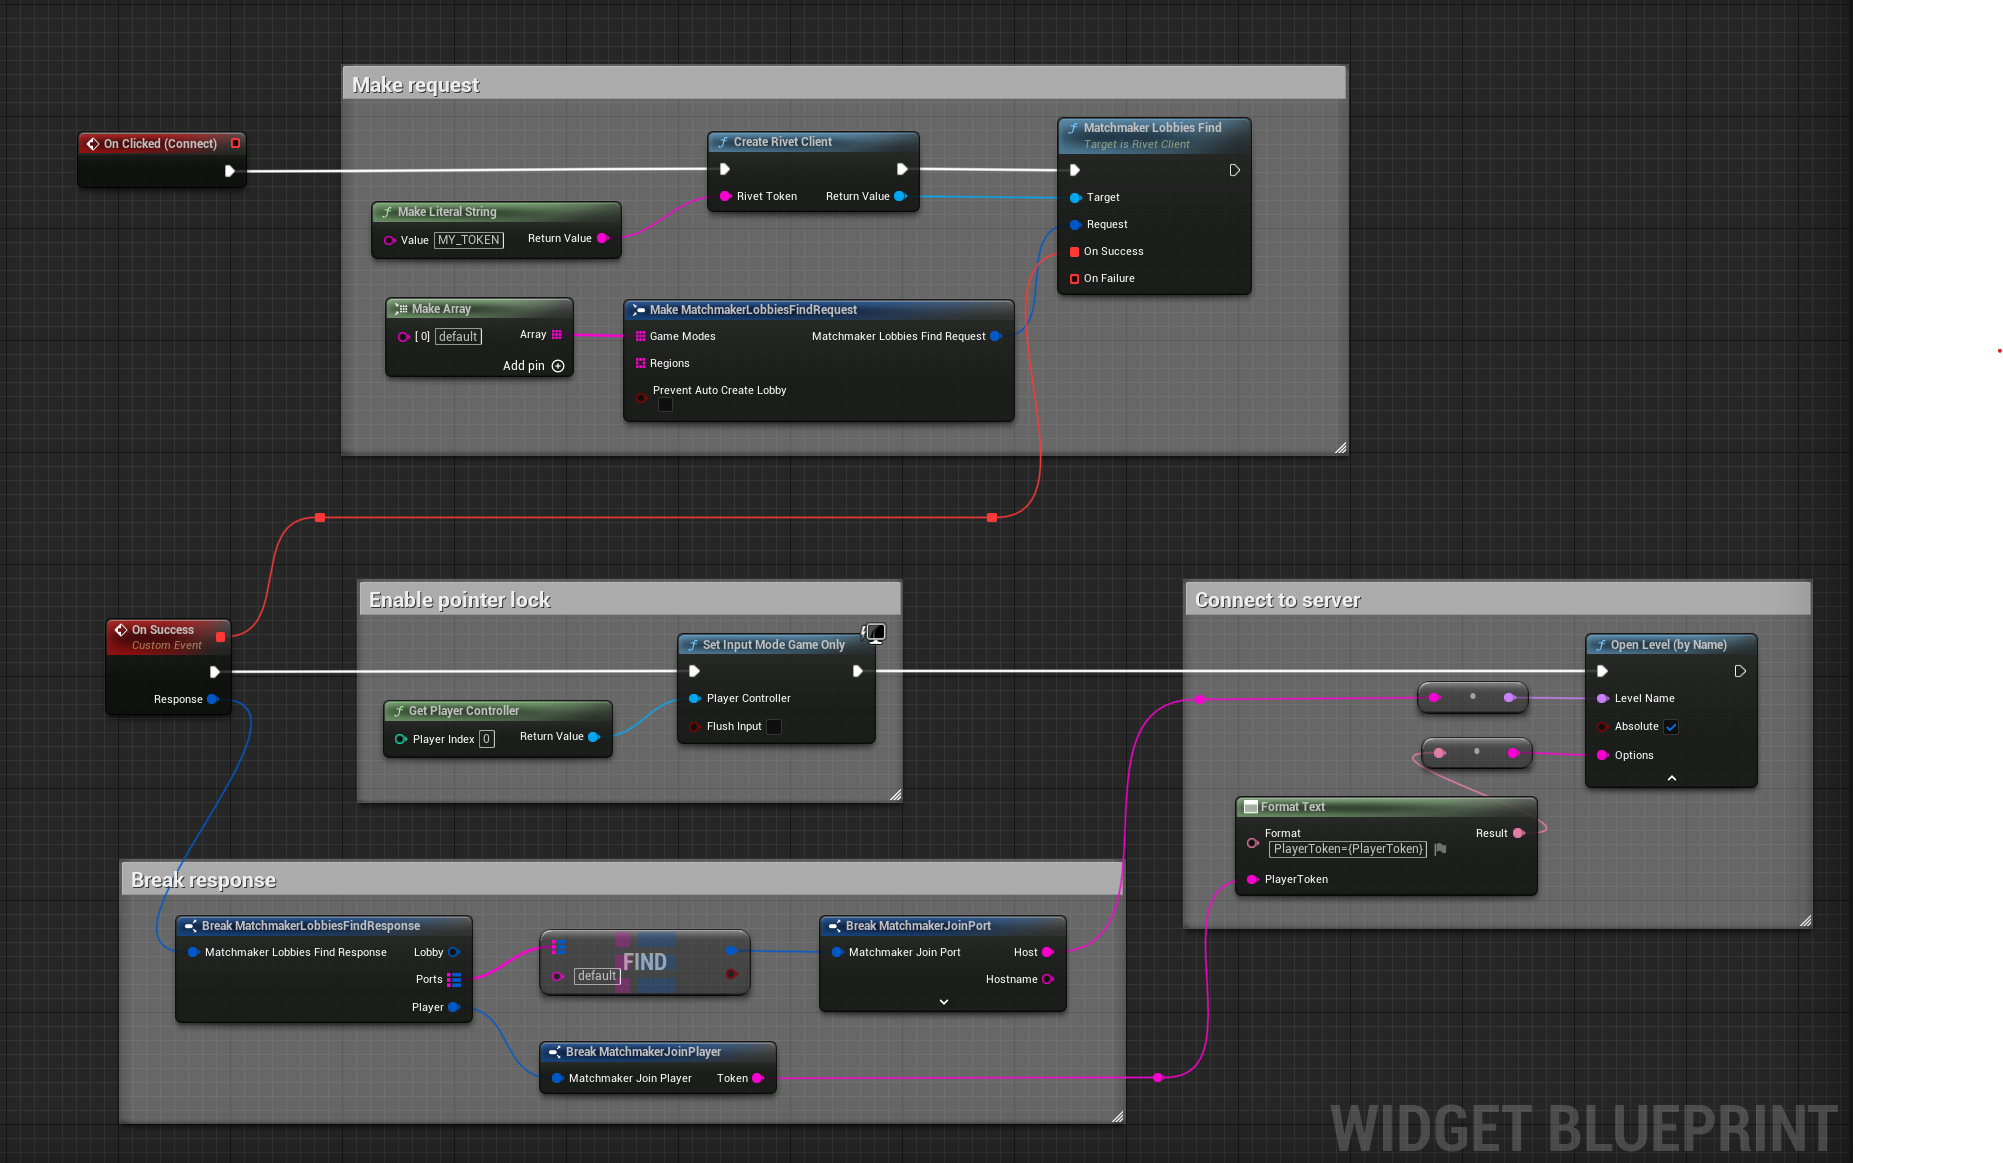 Make request
On Clicked (Connect)
Create Rivet Client
Rivet Token
Return Value
Matchmaker Lobbies Find
Target is Rivet Client
Target
Request
On Success
On Failure
Make Literal String
Value MY_TOKEN
Return Value
Make Array
[ 0] default
Array
Add pin
Make MatchmakerLobbiesFindRequest
Game Modes
Matchmaker Lobbies Find Request
Regions
Prevent Auto Create Lobby
On Success
Custom Event
Response
Enable pointer lock
Set Input Mode Game Only
Player Controller
Flush Input
Get Player Controller
Player Index 0
Return Value
Connect to server
Open Level (by Name)
Level Name
Absolute
Options
Format Text
Format
PlayerToken={PlayerToken}
Result
PlayerToken
Break response
Break MatchmakerLobbiesFindResponse
Matchmaker Lobbies Find Response
Lobby
Ports
Player
FIND
default
Break MatchmakerJoinPort
Matchmaker Join Port
Host
Hostname
Break MatchmakerJoinPlayer
Matchmaker Join Player
Token
WIDGET BLUEPRINT